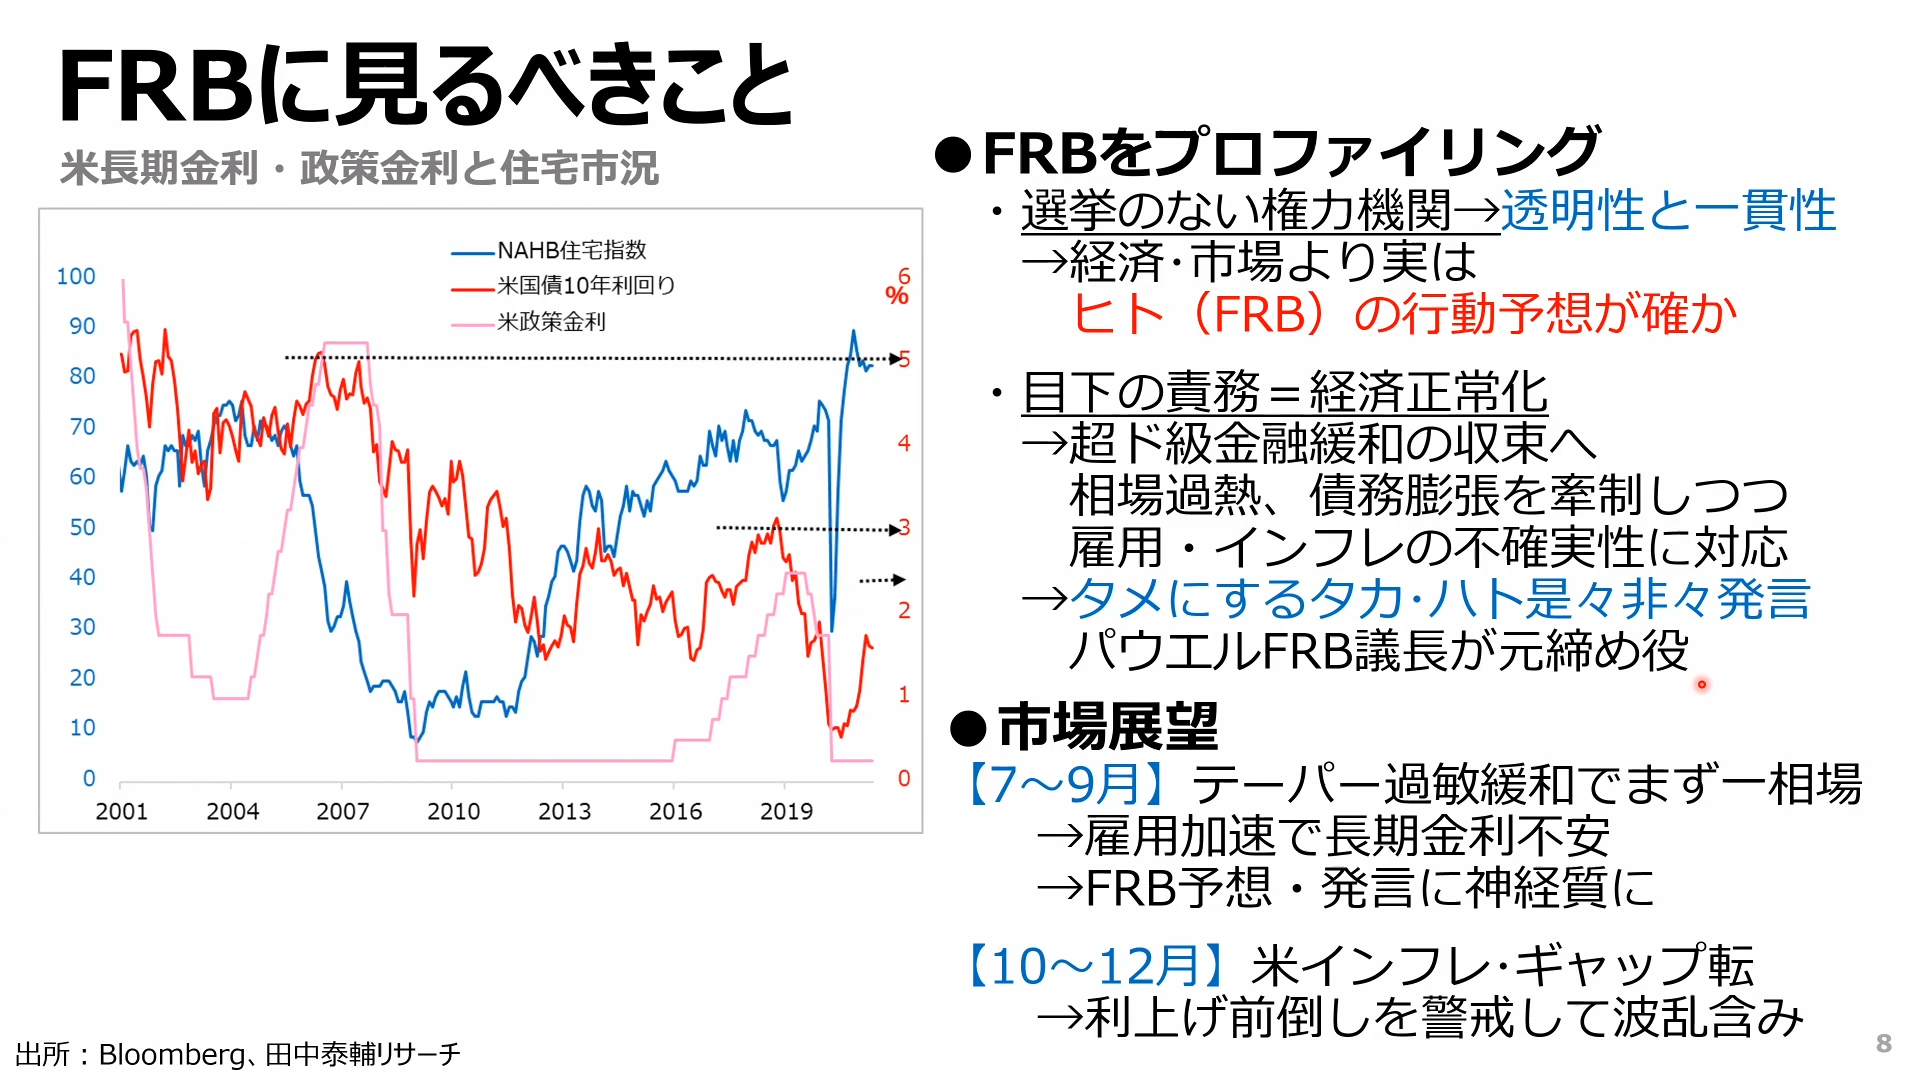 FRBに見るべきこと
米長期金利・政策金利と住宅市況
NAHB住宅指数
米国債10年利回り
米政策金利
100
90
80
70
60
50
40
30
20
10
0
6
%
5
4
3
2
1
0
2001 2004 2007 2010 2013 2016 2019
●FRBをプロファイリング
・選挙のない権力機関→透明性と一貫性
→経済･市場より実は
ヒト（FRB）の行動予想が確か
・目下の責務＝経済正常化
→超ド級金融緩和の収束へ
相場過熱、債務膨張を牽制しつつ
雇用・インフレの不確実性に対応
→タメにするタカ･ハト是々非々発言
パウエルFRB議長が元締め役
●市場展望
【7～9月】テーパー過敏緩和でまず一相場
→雇用加速で長期金利不安
→FRB予想・発言に神経質に
【10～12月】米インフレ･ギャップ転
→利上げ前倒しを警戒して波乱含み
出所：Bloomberg、田中泰輔リサーチ
8